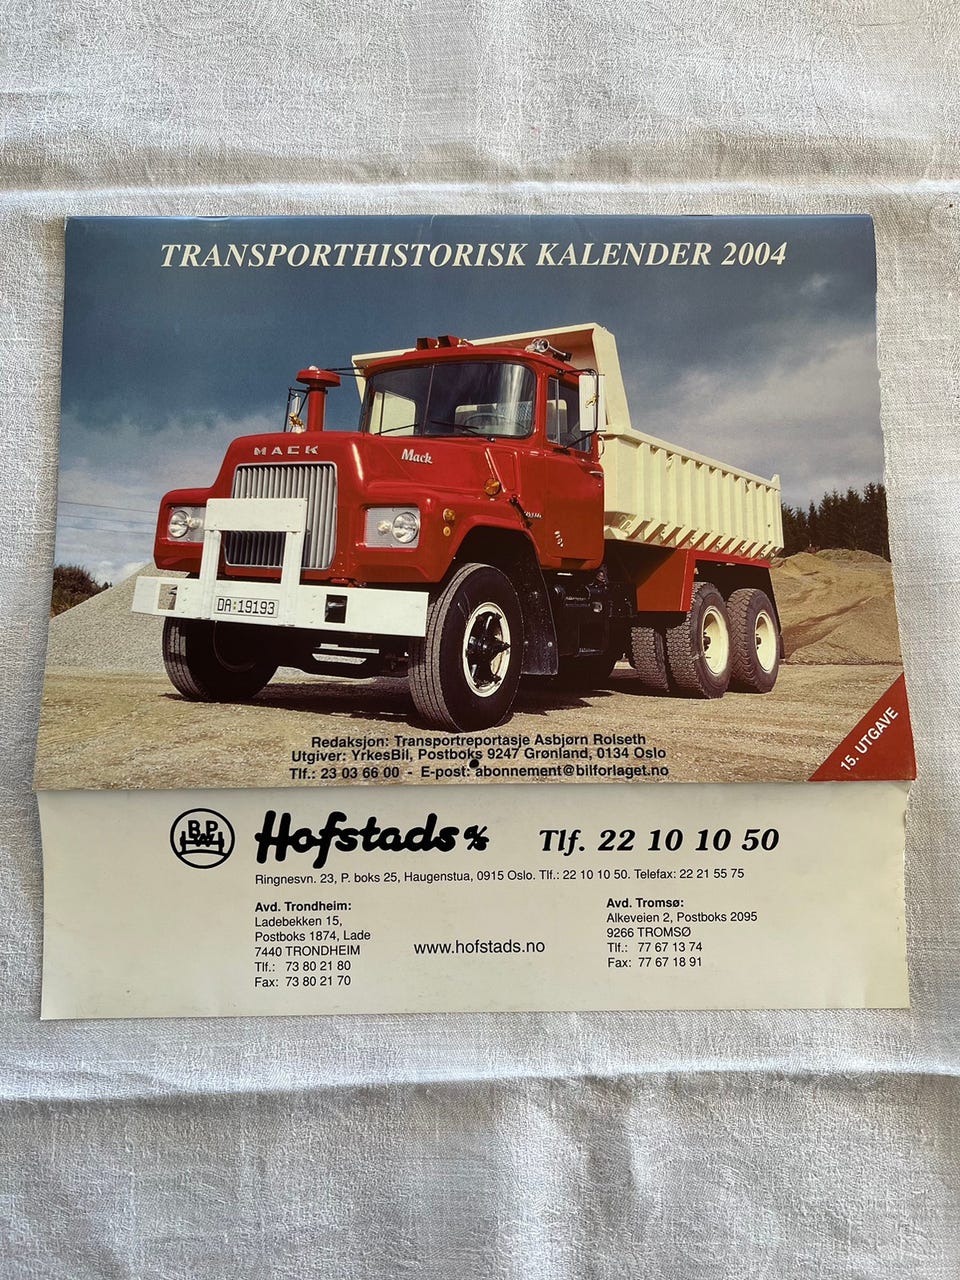 TRANSPORTHISTORISK KALENDER 2004
MACK
Mack
DA 19193
Redaksjon: Transportreportasje Asbjørn Rolseth
Utgiver: YrkesBil, Postboks 9247 Grønland, 0134 Oslo
Tlf.: 23 03 66 00 - E-post: abonnement@bilforlaget.no
15. UTGAVE
BPW
Hofstads a/s
Tlf. 22 10 10 50
Ringnesvn. 23, P. boks 25, Haugenstua, 0915 Oslo. Tlf.: 22 10 10 50. Telefax: 22 21 55 75
Avd. Trondheim:
Ladebekken 15,
Postboks 1874, Lade
7440 TRONDHEIM
Tlf.: 73 80 21 80
Fax: 73 80 21 70
www.hofstads.no
Avd. Tromsø:
Alkeveien 2, Postboks 2095
9266 TROMSØ
Tlf.: 77 67 13 74
Fax: 77 67 18 91